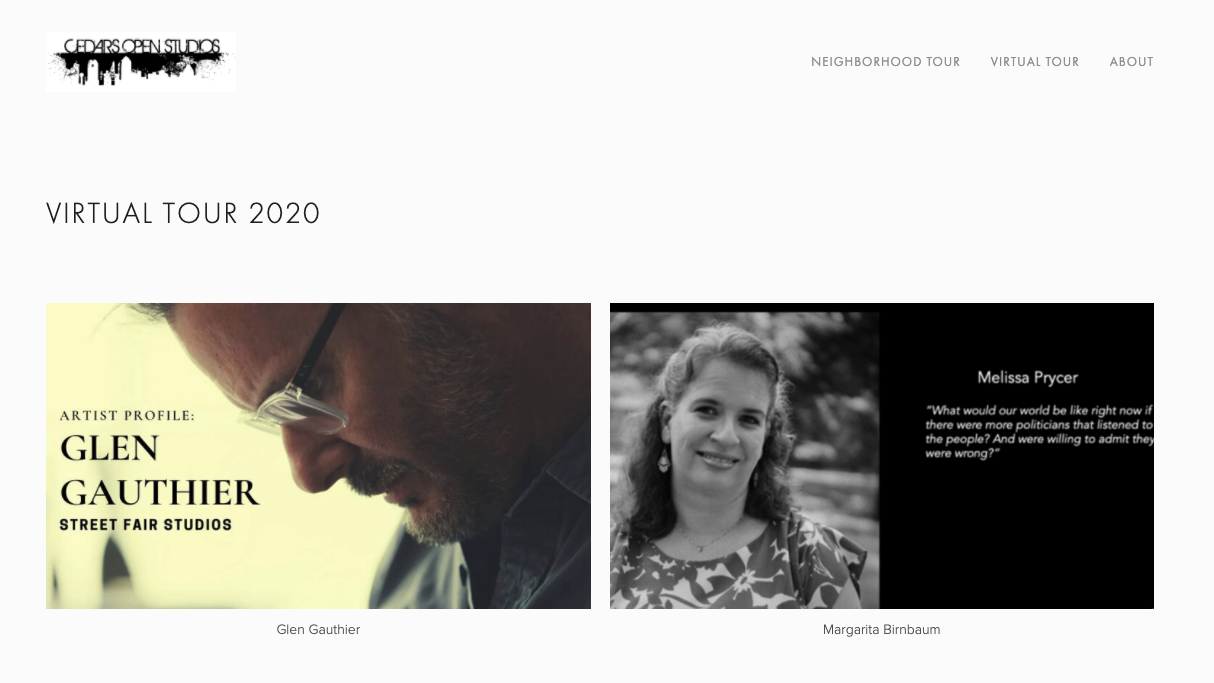 CEDARS OPEN STUDIOS
NEIGHBORHOOD TOUR VIRTUAL TOUR ABOUT
VIRTUAL TOUR 2020
ARTIST PROFILE:
GLEN
GAUTHIER
STREET FAIR STUDIOS
Melissa Prycer
"What would our world be like right now if
there were more politicians that listened to
the people? And were willing to admit they
were wrong?"
Glen Gauthier
Margarita Birnbaum